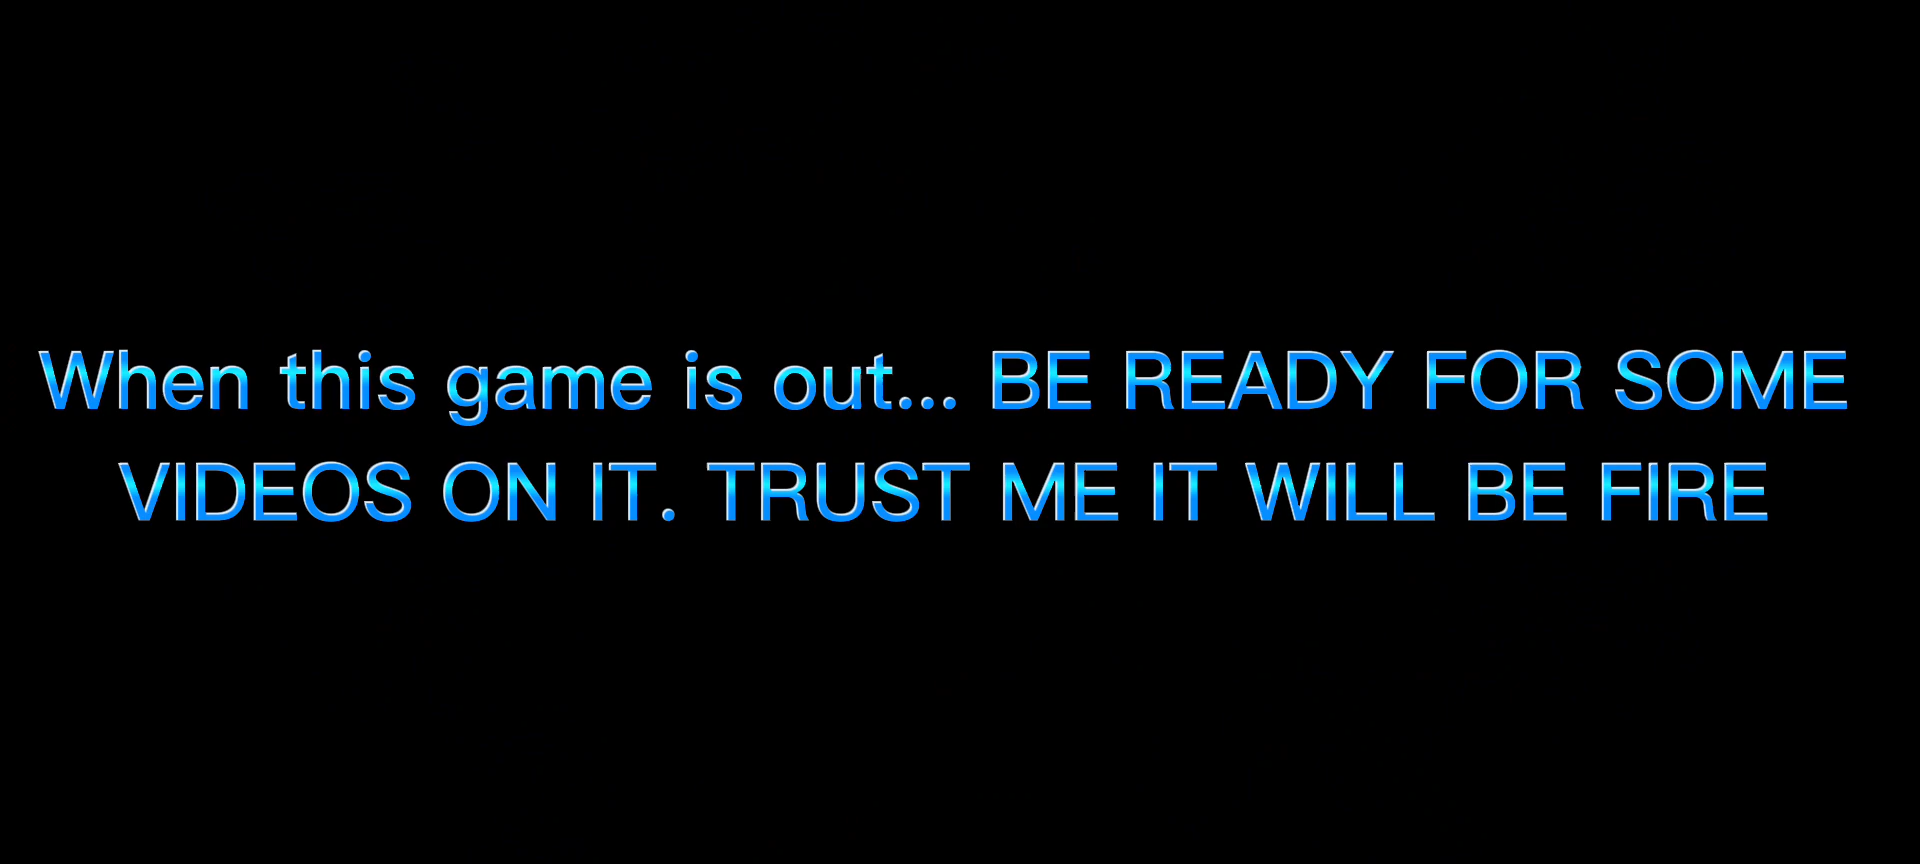 When this game is out... BE READY FOR SOME
VIDEOS ON IT. TRUST ME IT WILL BE FIRE